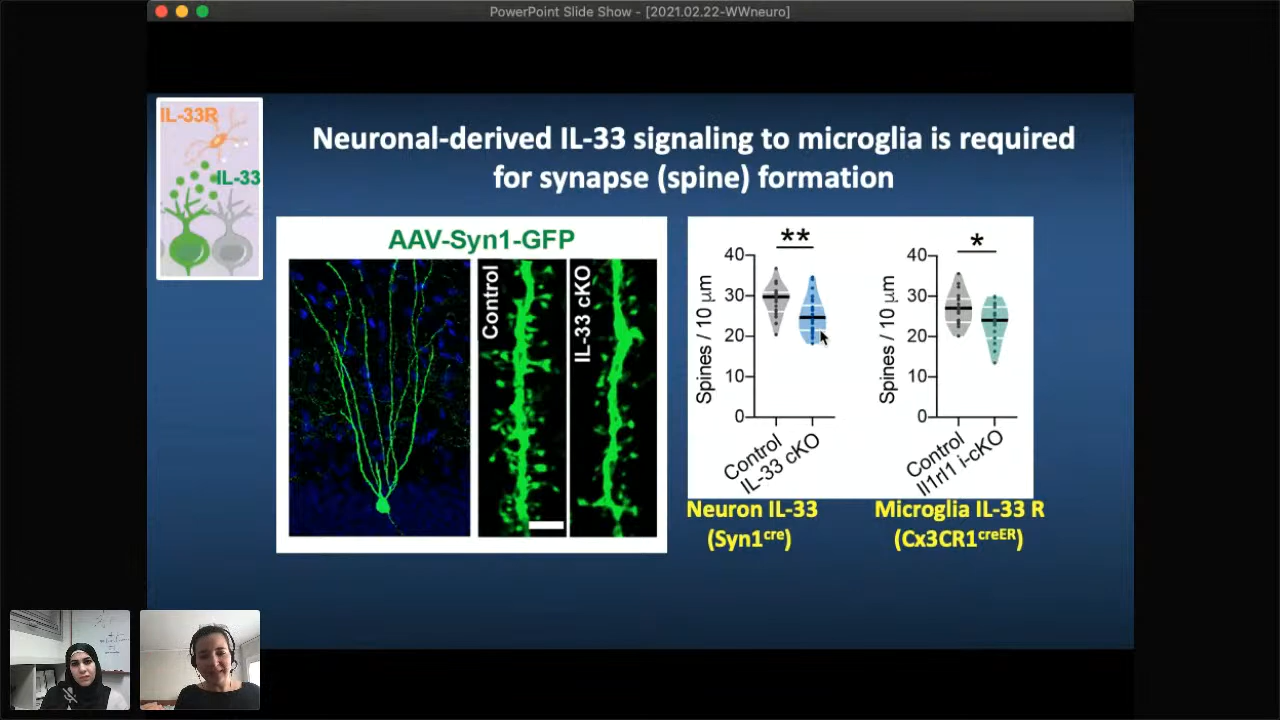 PowerPoint Slide Show - [2021.02.22-WWneuro]
IL-33R
IL-33
Neuronal-derived IL-33 signaling to microglia is required
for synapse (spine) formation
AAV-Syn1-GFP
Control
IL-33 cKO
**
40
30
20
10
0
Spines / 10 μm
Control
IL-33 cKO
*
40
30
20
10
0
Spines / 10 μm
Control
Il1rl1 i-cKO
Neuron IL-33
(Syn1cre)
Microglia IL-33 R
(Cx3CR1creER)